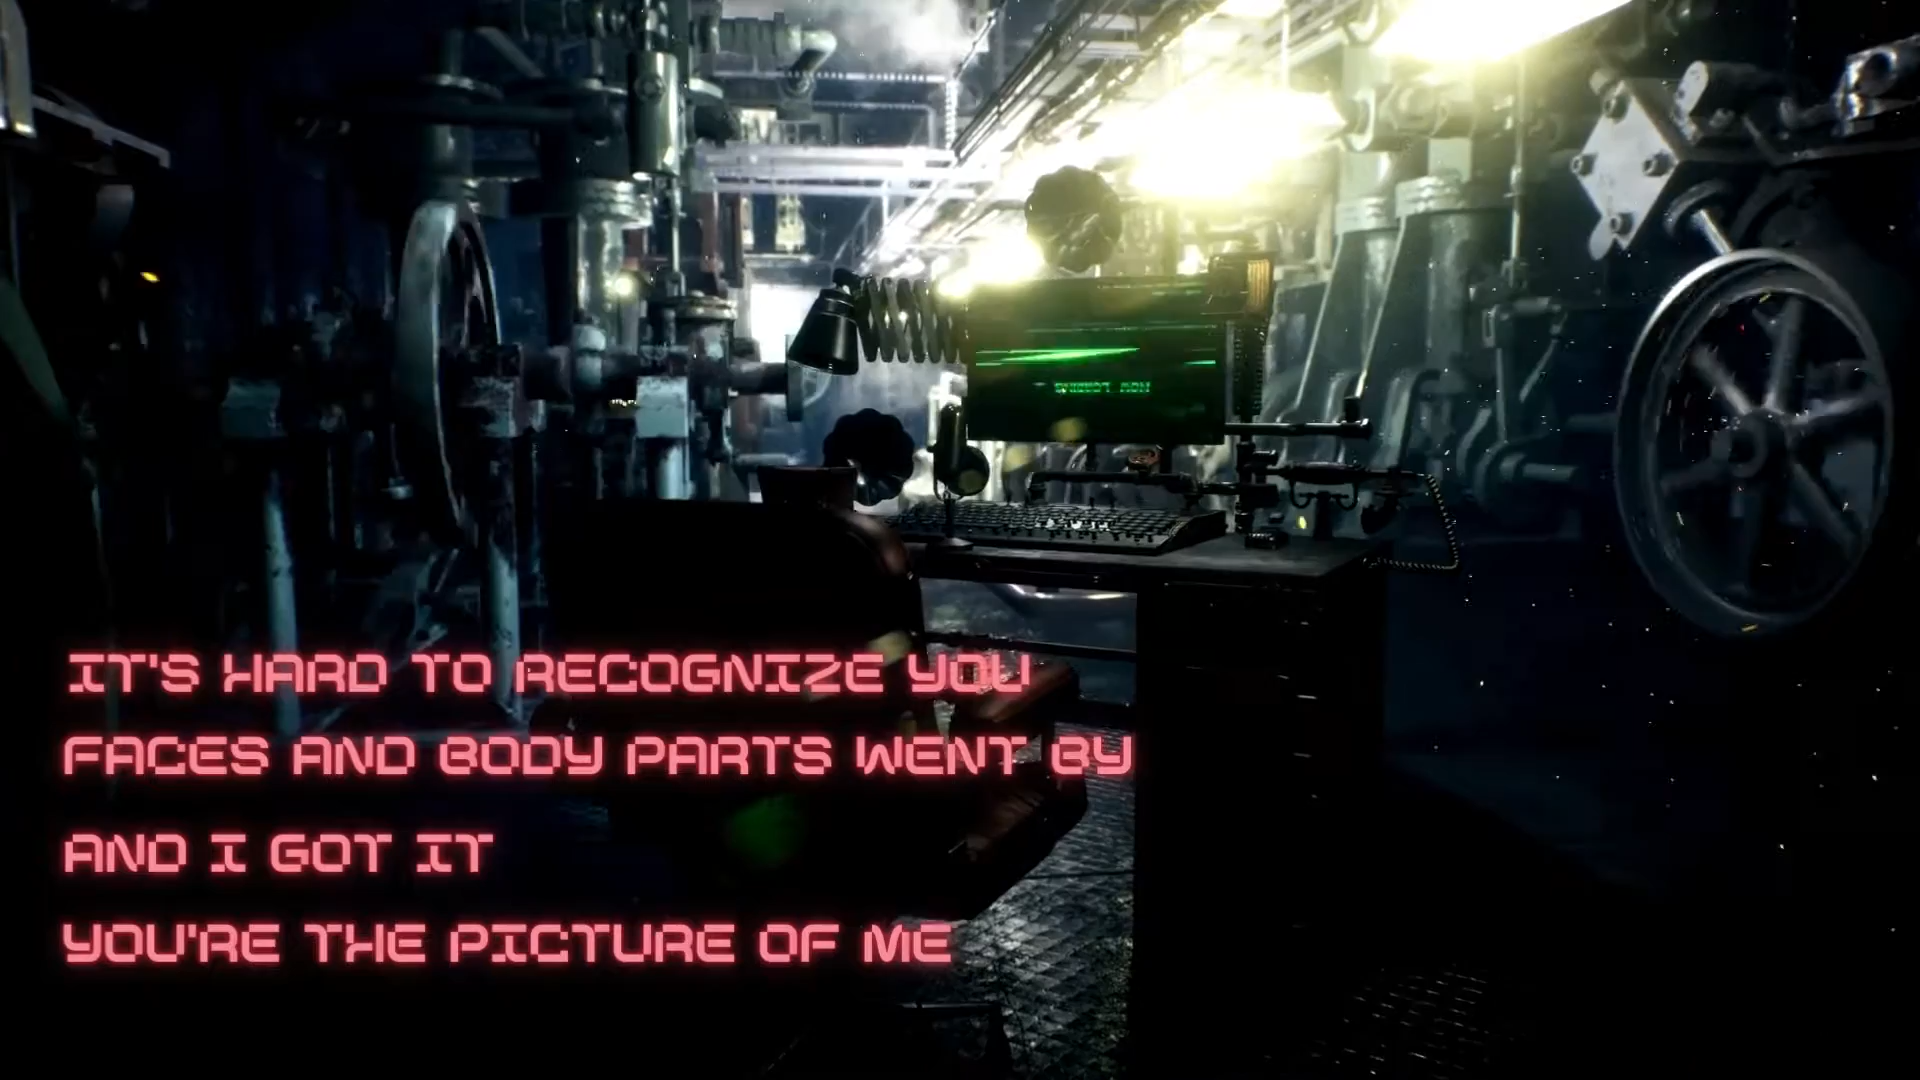 IT'S HARD TO RECOGNIZE YOU
FACES AND BODY PARTS WENT BY
AND I GOT IT
YOU'RE THE PICTURE OF ME